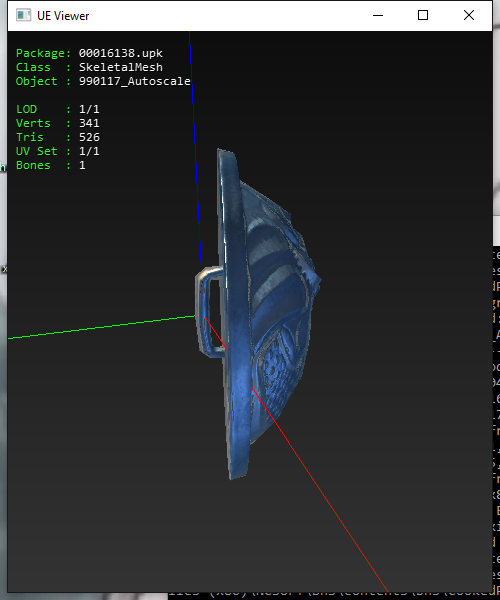 UE Viewer
Package: 00016138.upk
Class : SkeletalMesh
Object : 990117_Autoscale
LOD : 1/1
Verts : 341
Tris : 526
UV Set : 1/1
Bones : 1